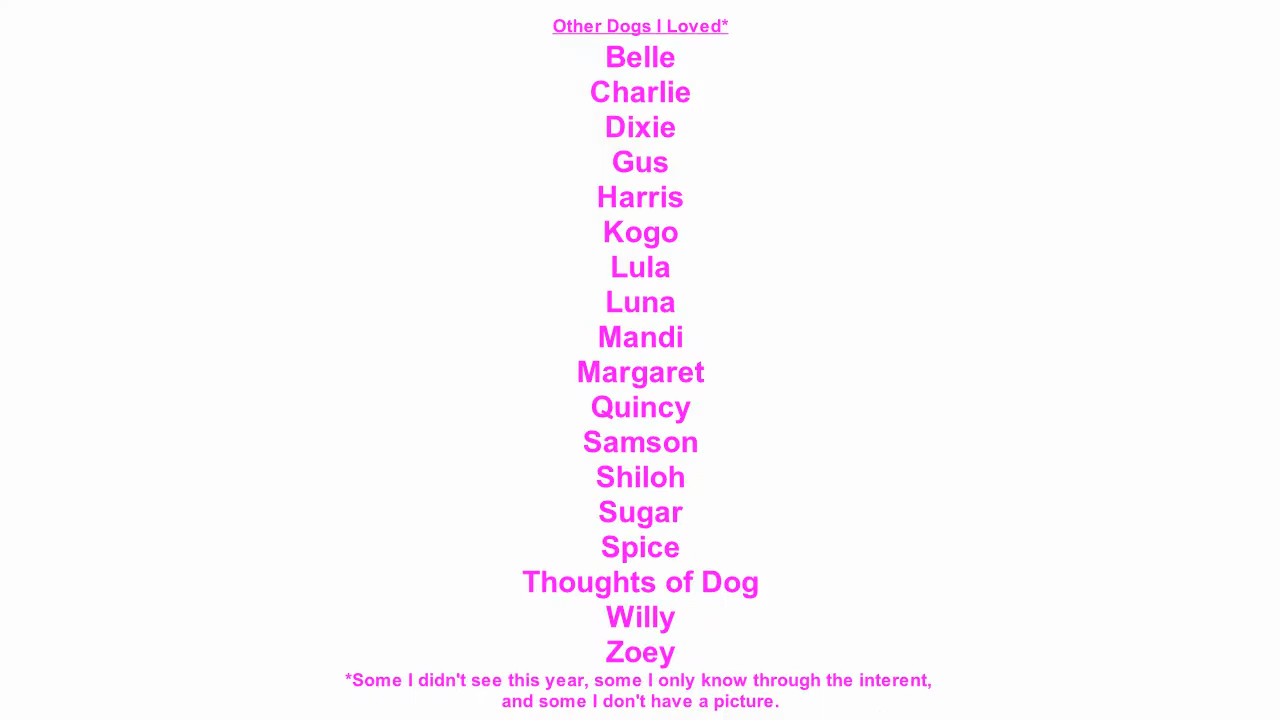 Other Dogs I Loved*
Belle
Charlie
Dixie
Gus
Harris
Kogo
Lula
Luna
Mandi
Margaret
Quincy
Samson
Shiloh
Sugar
Spice
Thoughts of Dog
Willy
Zoey
*Some I didn't see this year, some I only know through the interent,
and some I don't have a picture.